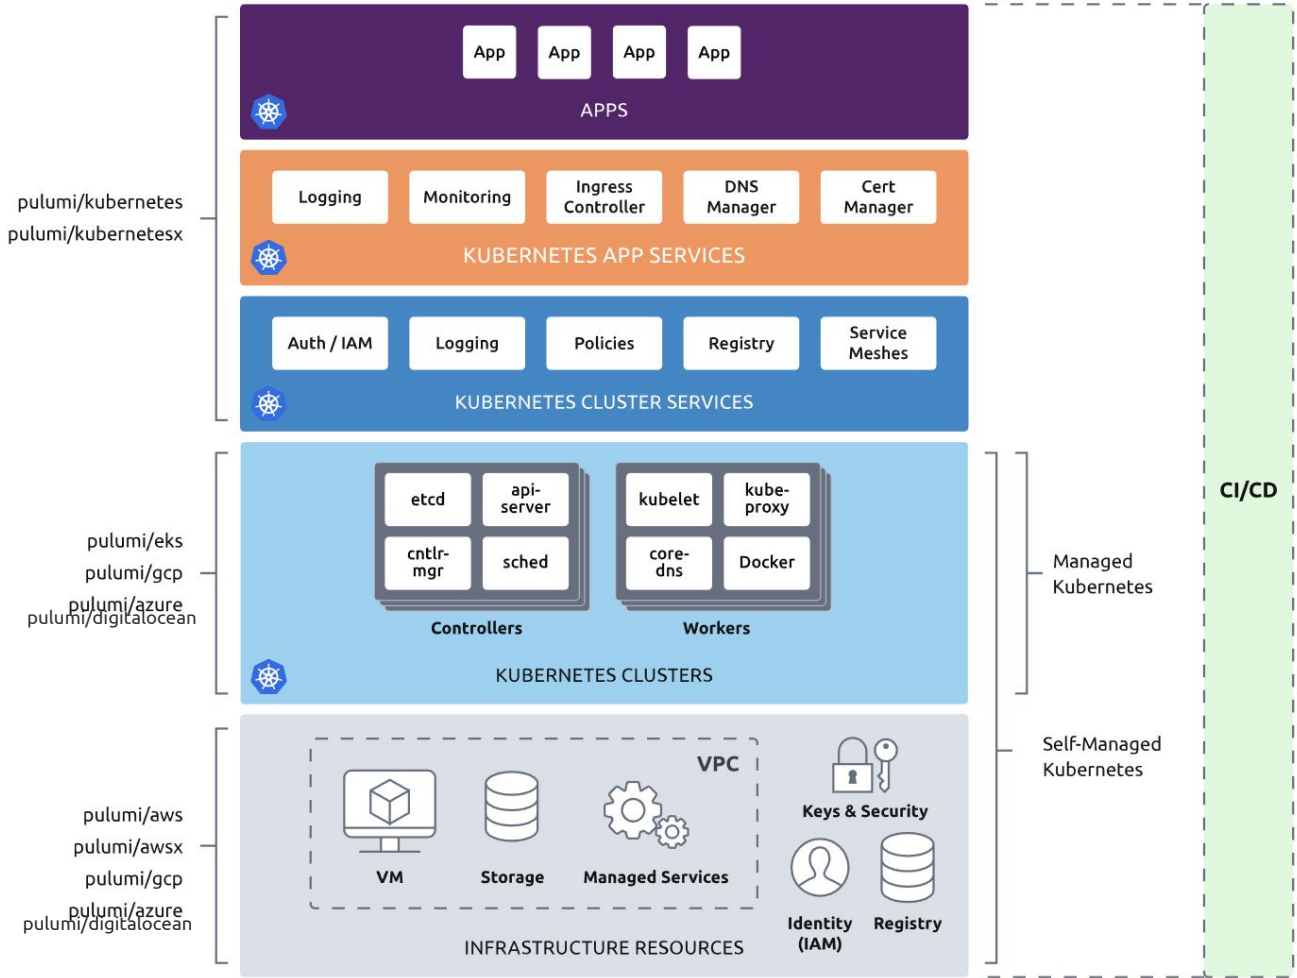 App App App App
APPS
Logging Monitoring Ingress Controller DNS Manager Cert Manager
KUBERNETES APP SERVICES
pulumi/kubernetes
pulumi/kubernetesx
Auth / IAM Logging Policies Registry Service Meshes
KUBERNETES CLUSTER SERVICES
etcd
api-
server
cntlr-
mgr
sched
Controllers
kubelet
kube-
proxy
core-
dns
Docker
Workers
KUBERNETES CLUSTERS
pulumi/eks
pulumi/gcp
pulumi/azure
pulumi/digitalocean
Managed
Kubernetes
CI/CD
Self-Managed
Kubernetes
VPC
VM
Storage
Managed Services
Keys & Security
Identity
(IAM)
Registry
INFRASTRUCTURE RESOURCES
pulumi/aws
pulumi/awsx
pulumi/gcp
pulumi/azure
pulumi/digitalocean